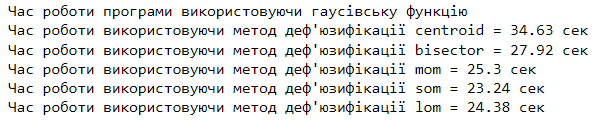 Час роботи програми використовуючи гаусівську функцію
Час роботи використовуючи метод деф'юзифікації centroid = 34.63 сек
Час роботи використовуючи метод деф'юзифікації bisector = 27.92 сек
Час роботи використовуючи метод деф'юзифікації mom = 25.3 сек
Час роботи використовуючи метод деф'юзифікації som = 23.24 сек
Час роботи використовуючи метод деф'юзифікації lom = 24.38 сек